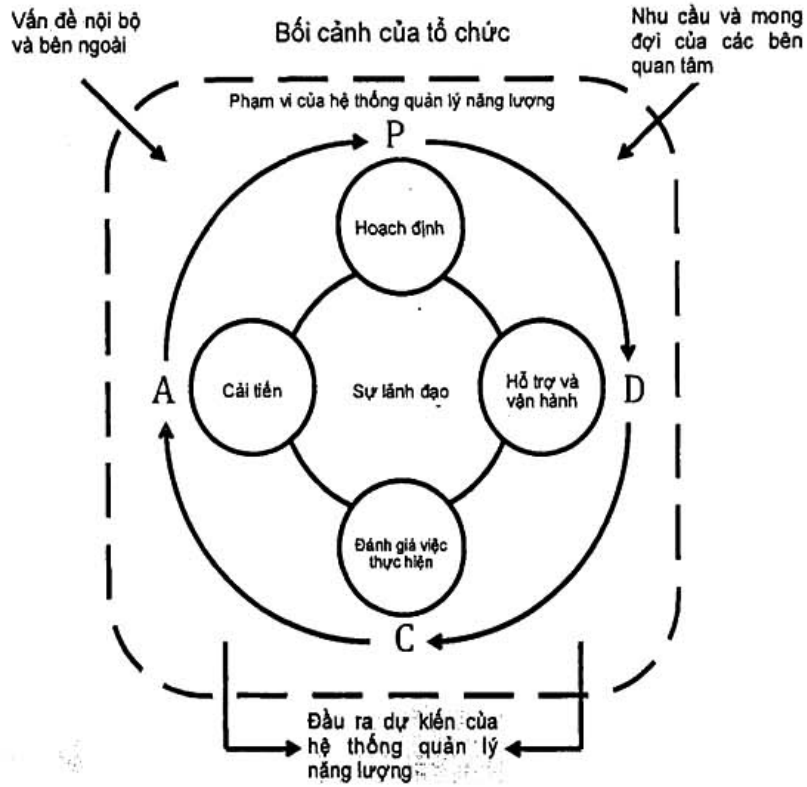 Vấn đề nội bộ
và bên ngoài
Bối cảnh của tổ chức
Nhu cầu và mong
đợi của các bên
quan tâm
Phạm vi của hệ thống quản lý năng lượng
P
Hoạch định
A
Cải tiến
Sự lãnh đạo
Hỗ trợ và
vận hành
D
Đánh giá việc
thực hiện
C
Đầu ra dự kiến của
hệ thống quản lý
năng lượng